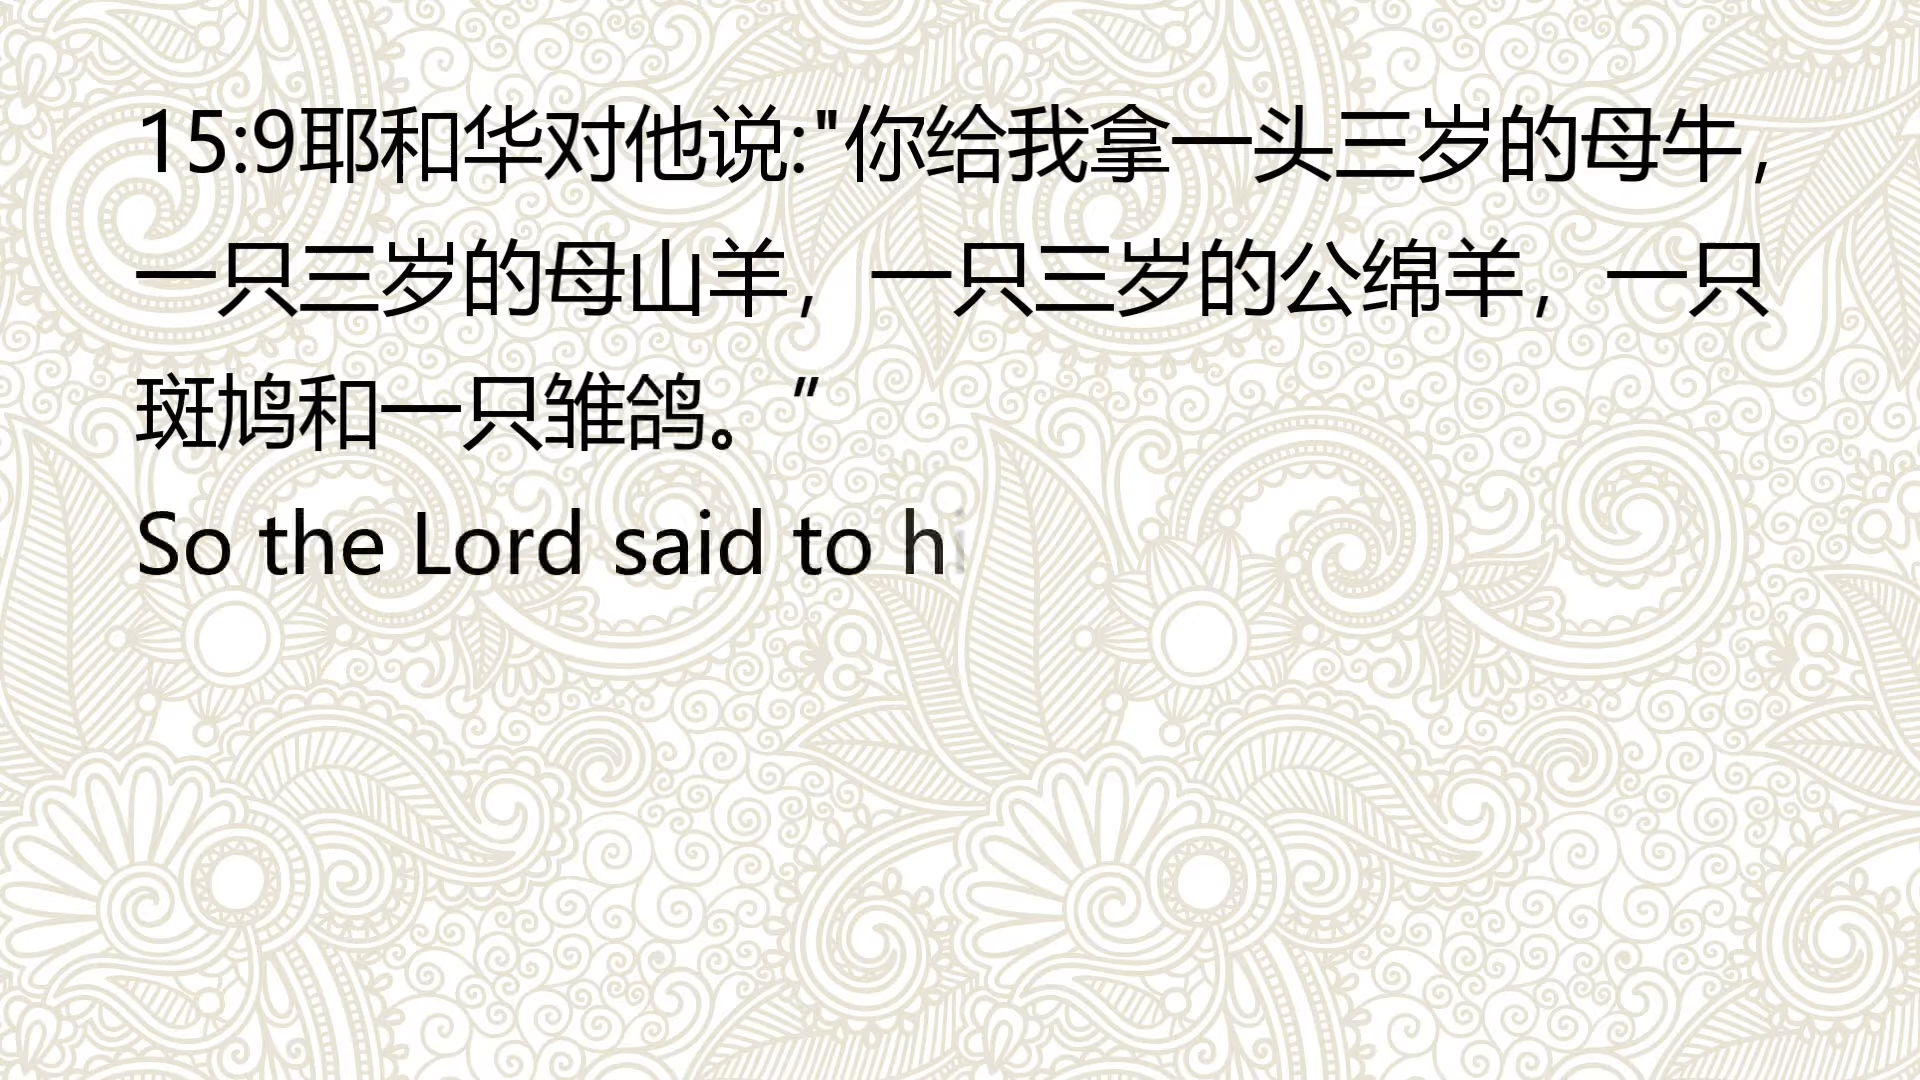 15:9耶和华对他说:"你给我拿一头三岁的母牛，
一只三岁的母山羊，一只三岁的公绵羊，一只
斑鸠和一只雏鸽。”
So the Lord said to hi